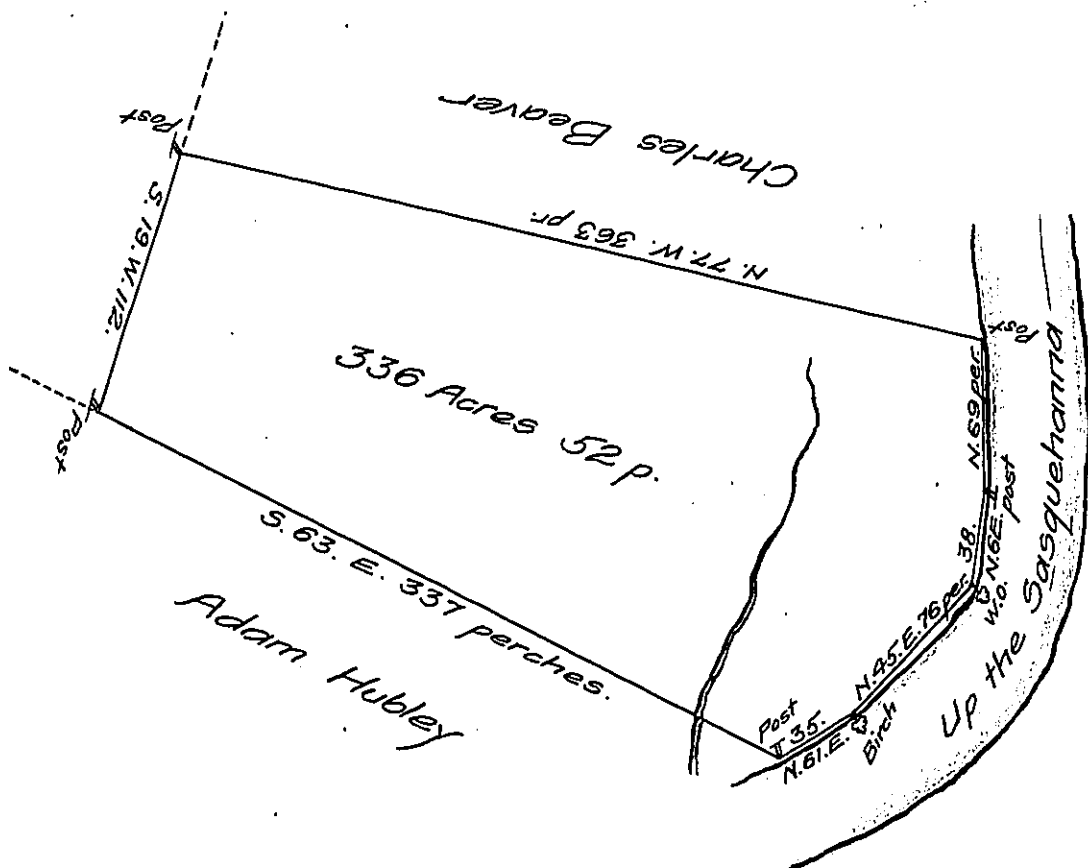 Charles Beaver
Post
S. 19. W. 112.
N. 77. W. 363 pr.
Post
N. 69 per.
336 Acres 52 p.
Post
S. 63. E. 337 perches.
Adam Hubley
Post
35.
N. 61. E.
Birch
N. 45. E. 76 per.
38.
N. 6 E.
post
W.O.
Up the Sasquehanna